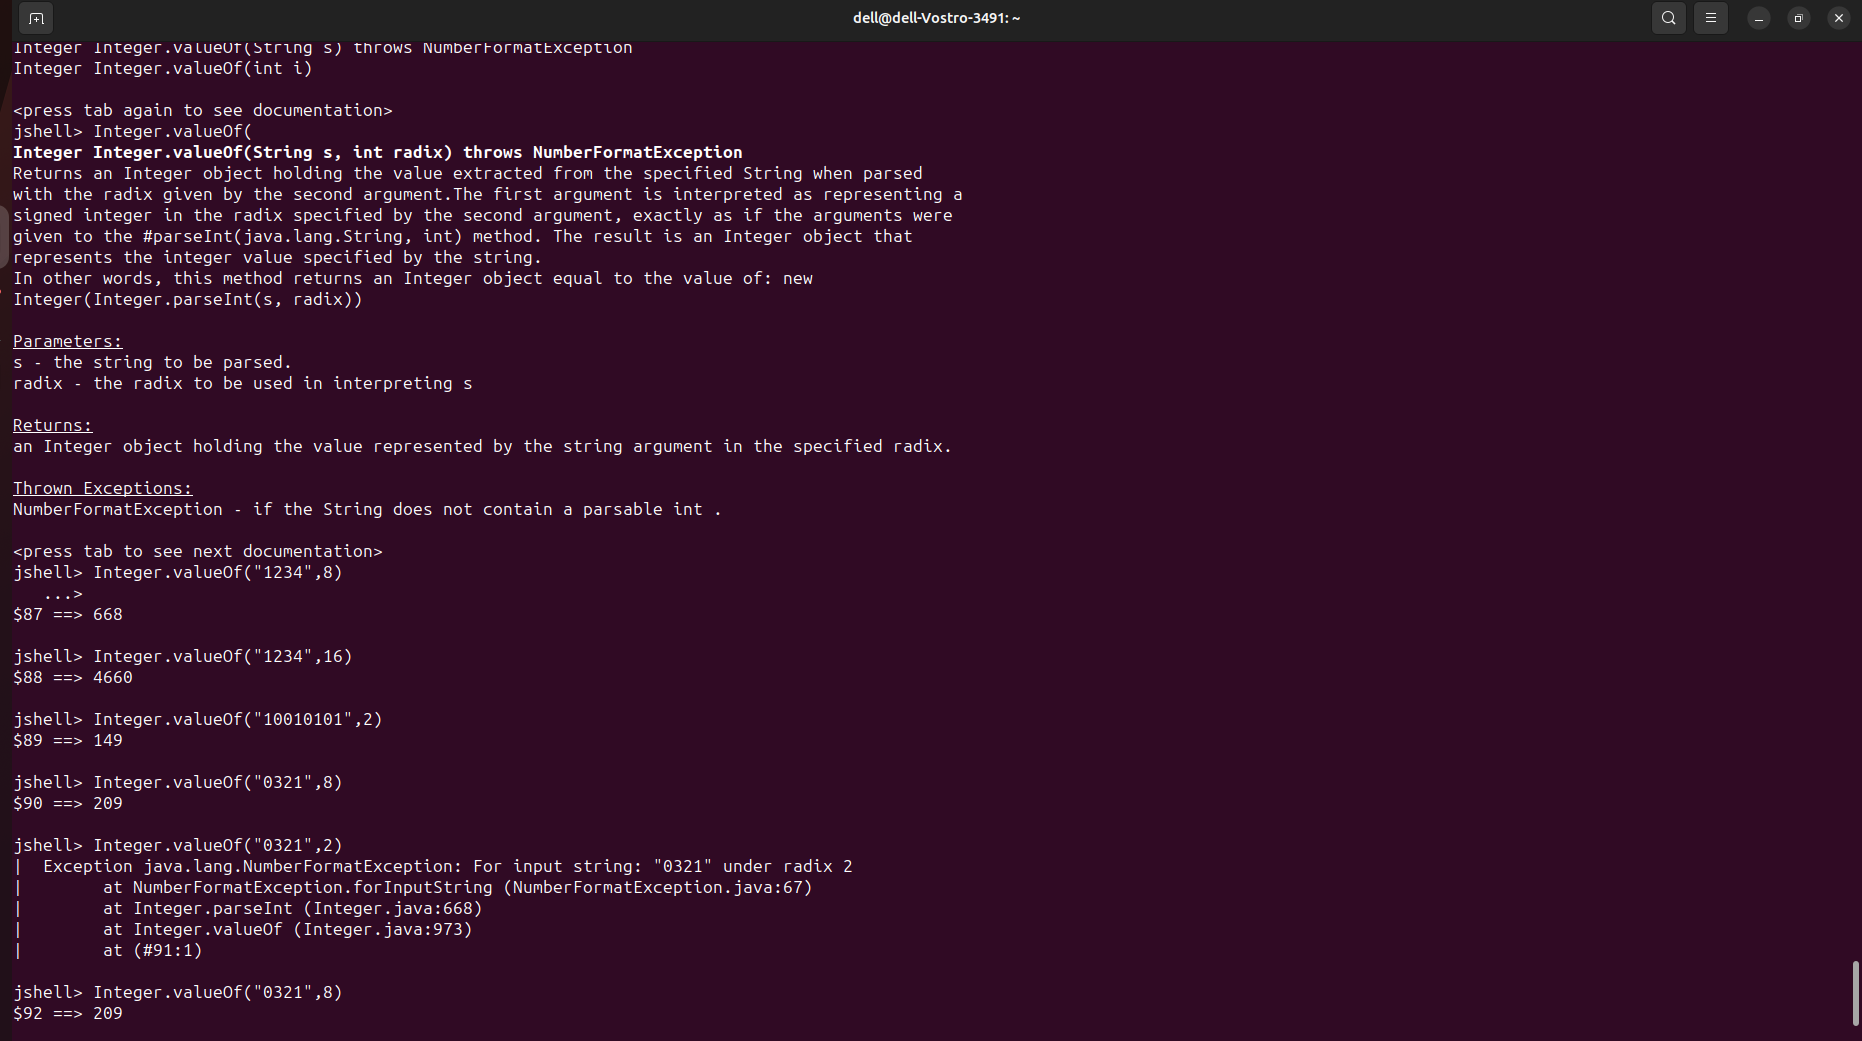 dell@dell-Vostro-3491: ~
Integer Integer.valueOf(String s) throws NumberFormatException
Integer Integer.valueOf(int i)
<press tab again to see documentation>
jshell> Integer.valueOf(
Integer Integer.valueOf(String s, int radix) throws NumberFormatException
Returns an Integer object holding the value extracted from the specified String when parsed
with the radix given by the second argument.The first argument is interpreted as representing a
signed integer in the radix specified by the second argument, exactly as if the arguments were
given to the #parseInt(java.lang.String, int) method. The result is an Integer object that
represents the integer value specified by the string.
In other words, this method returns an Integer object equal to the value of: new
Integer(Integer.parseInt(s, radix))
Parameters:
s - the string to be parsed.
radix - the radix to be used in interpreting s
Returns:
an Integer object holding the value represented by the string argument in the specified radix.
Thrown Exceptions:
NumberFormatException - if the String does not contain a parsable int .
<press tab to see next documentation>
jshell> Integer.valueOf("1234",8)
   ...>
$87 ==> 668
jshell> Integer.valueOf("1234",16)
$88 ==> 4660
jshell> Integer.valueOf("10010101",2)
$89 ==> 149
jshell> Integer.valueOf("0321",8)
$90 ==> 209
jshell> Integer.valueOf("0321",2)
|  Exception java.lang.NumberFormatException: For input string: "0321" under radix 2
|        at NumberFormatException.forInputString (NumberFormatException.java:67)
|        at Integer.parseInt (Integer.java:668)
|        at Integer.valueOf (Integer.java:973)
|        at (#91:1)
jshell> Integer.valueOf("0321",8)
$92 ==> 209